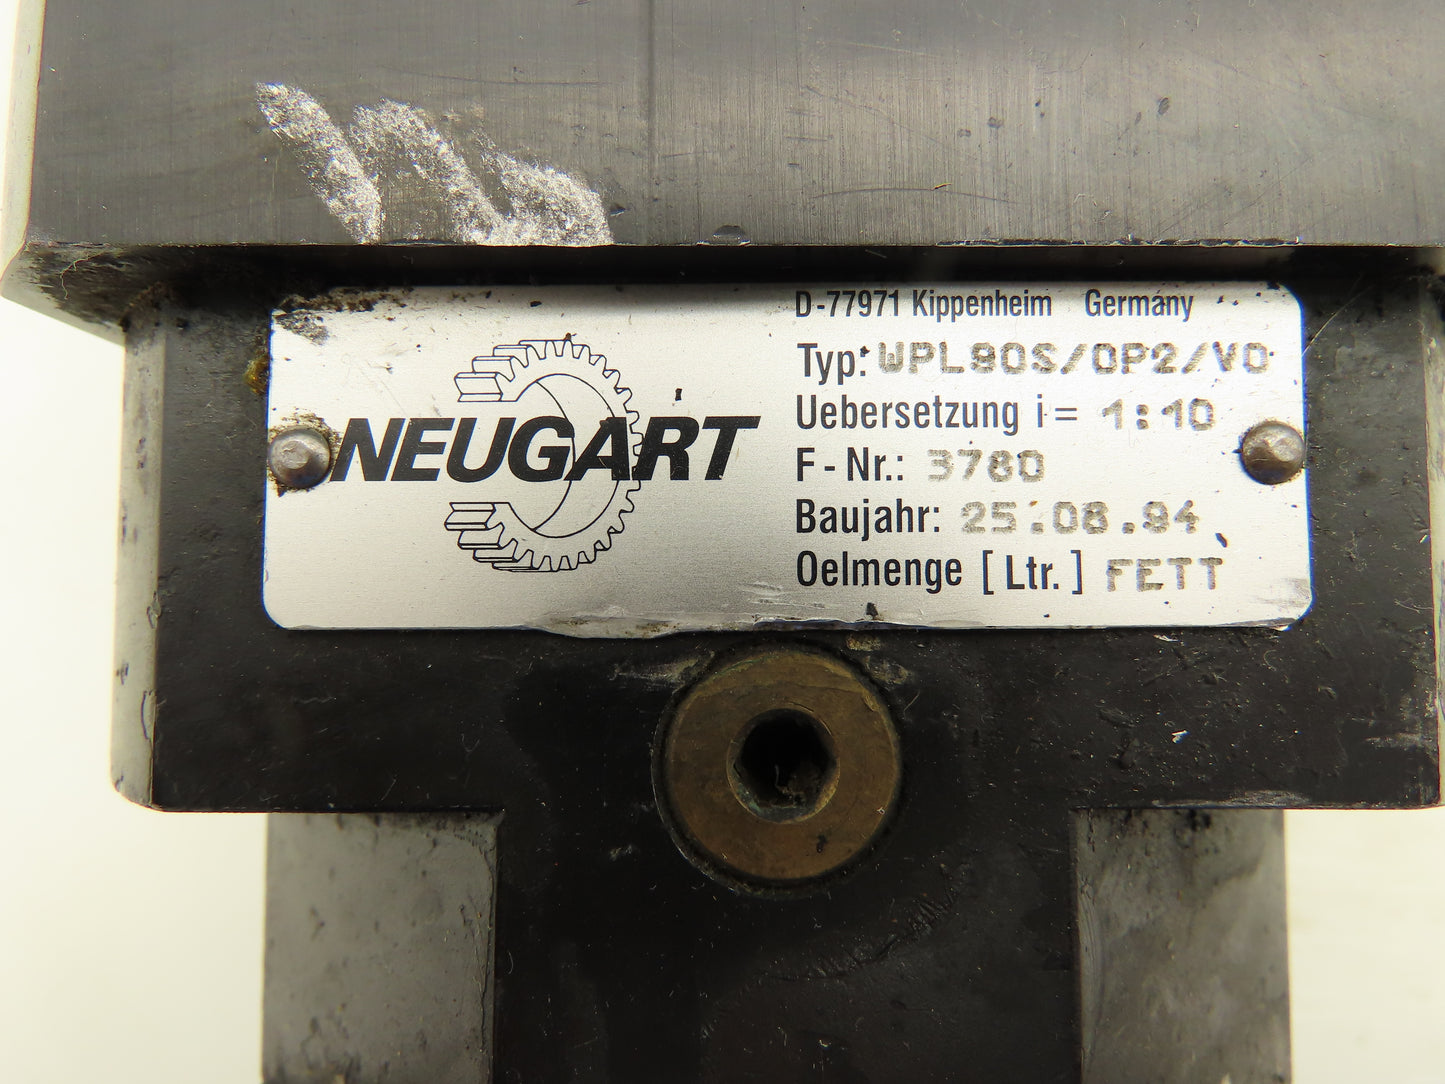 NEUGART
D-77971 Kippenheim Germany
Typ: WPL80S/OP2/VO
Uebersetzung i = 1:10
F - Nr.: 3780
Baujahr: 25.08.94
Oelmenge [ Ltr. ] FETT